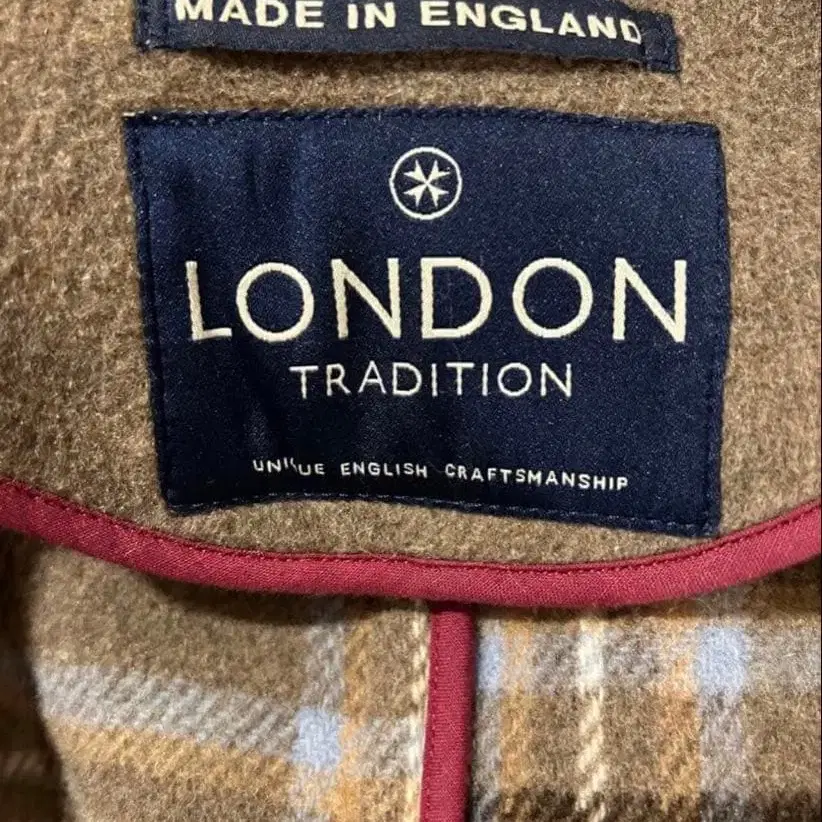 MADE IN ENGLAND
LONDON
TRADITION
UNIQUE ENGLISH CRAFTSMANSHIP